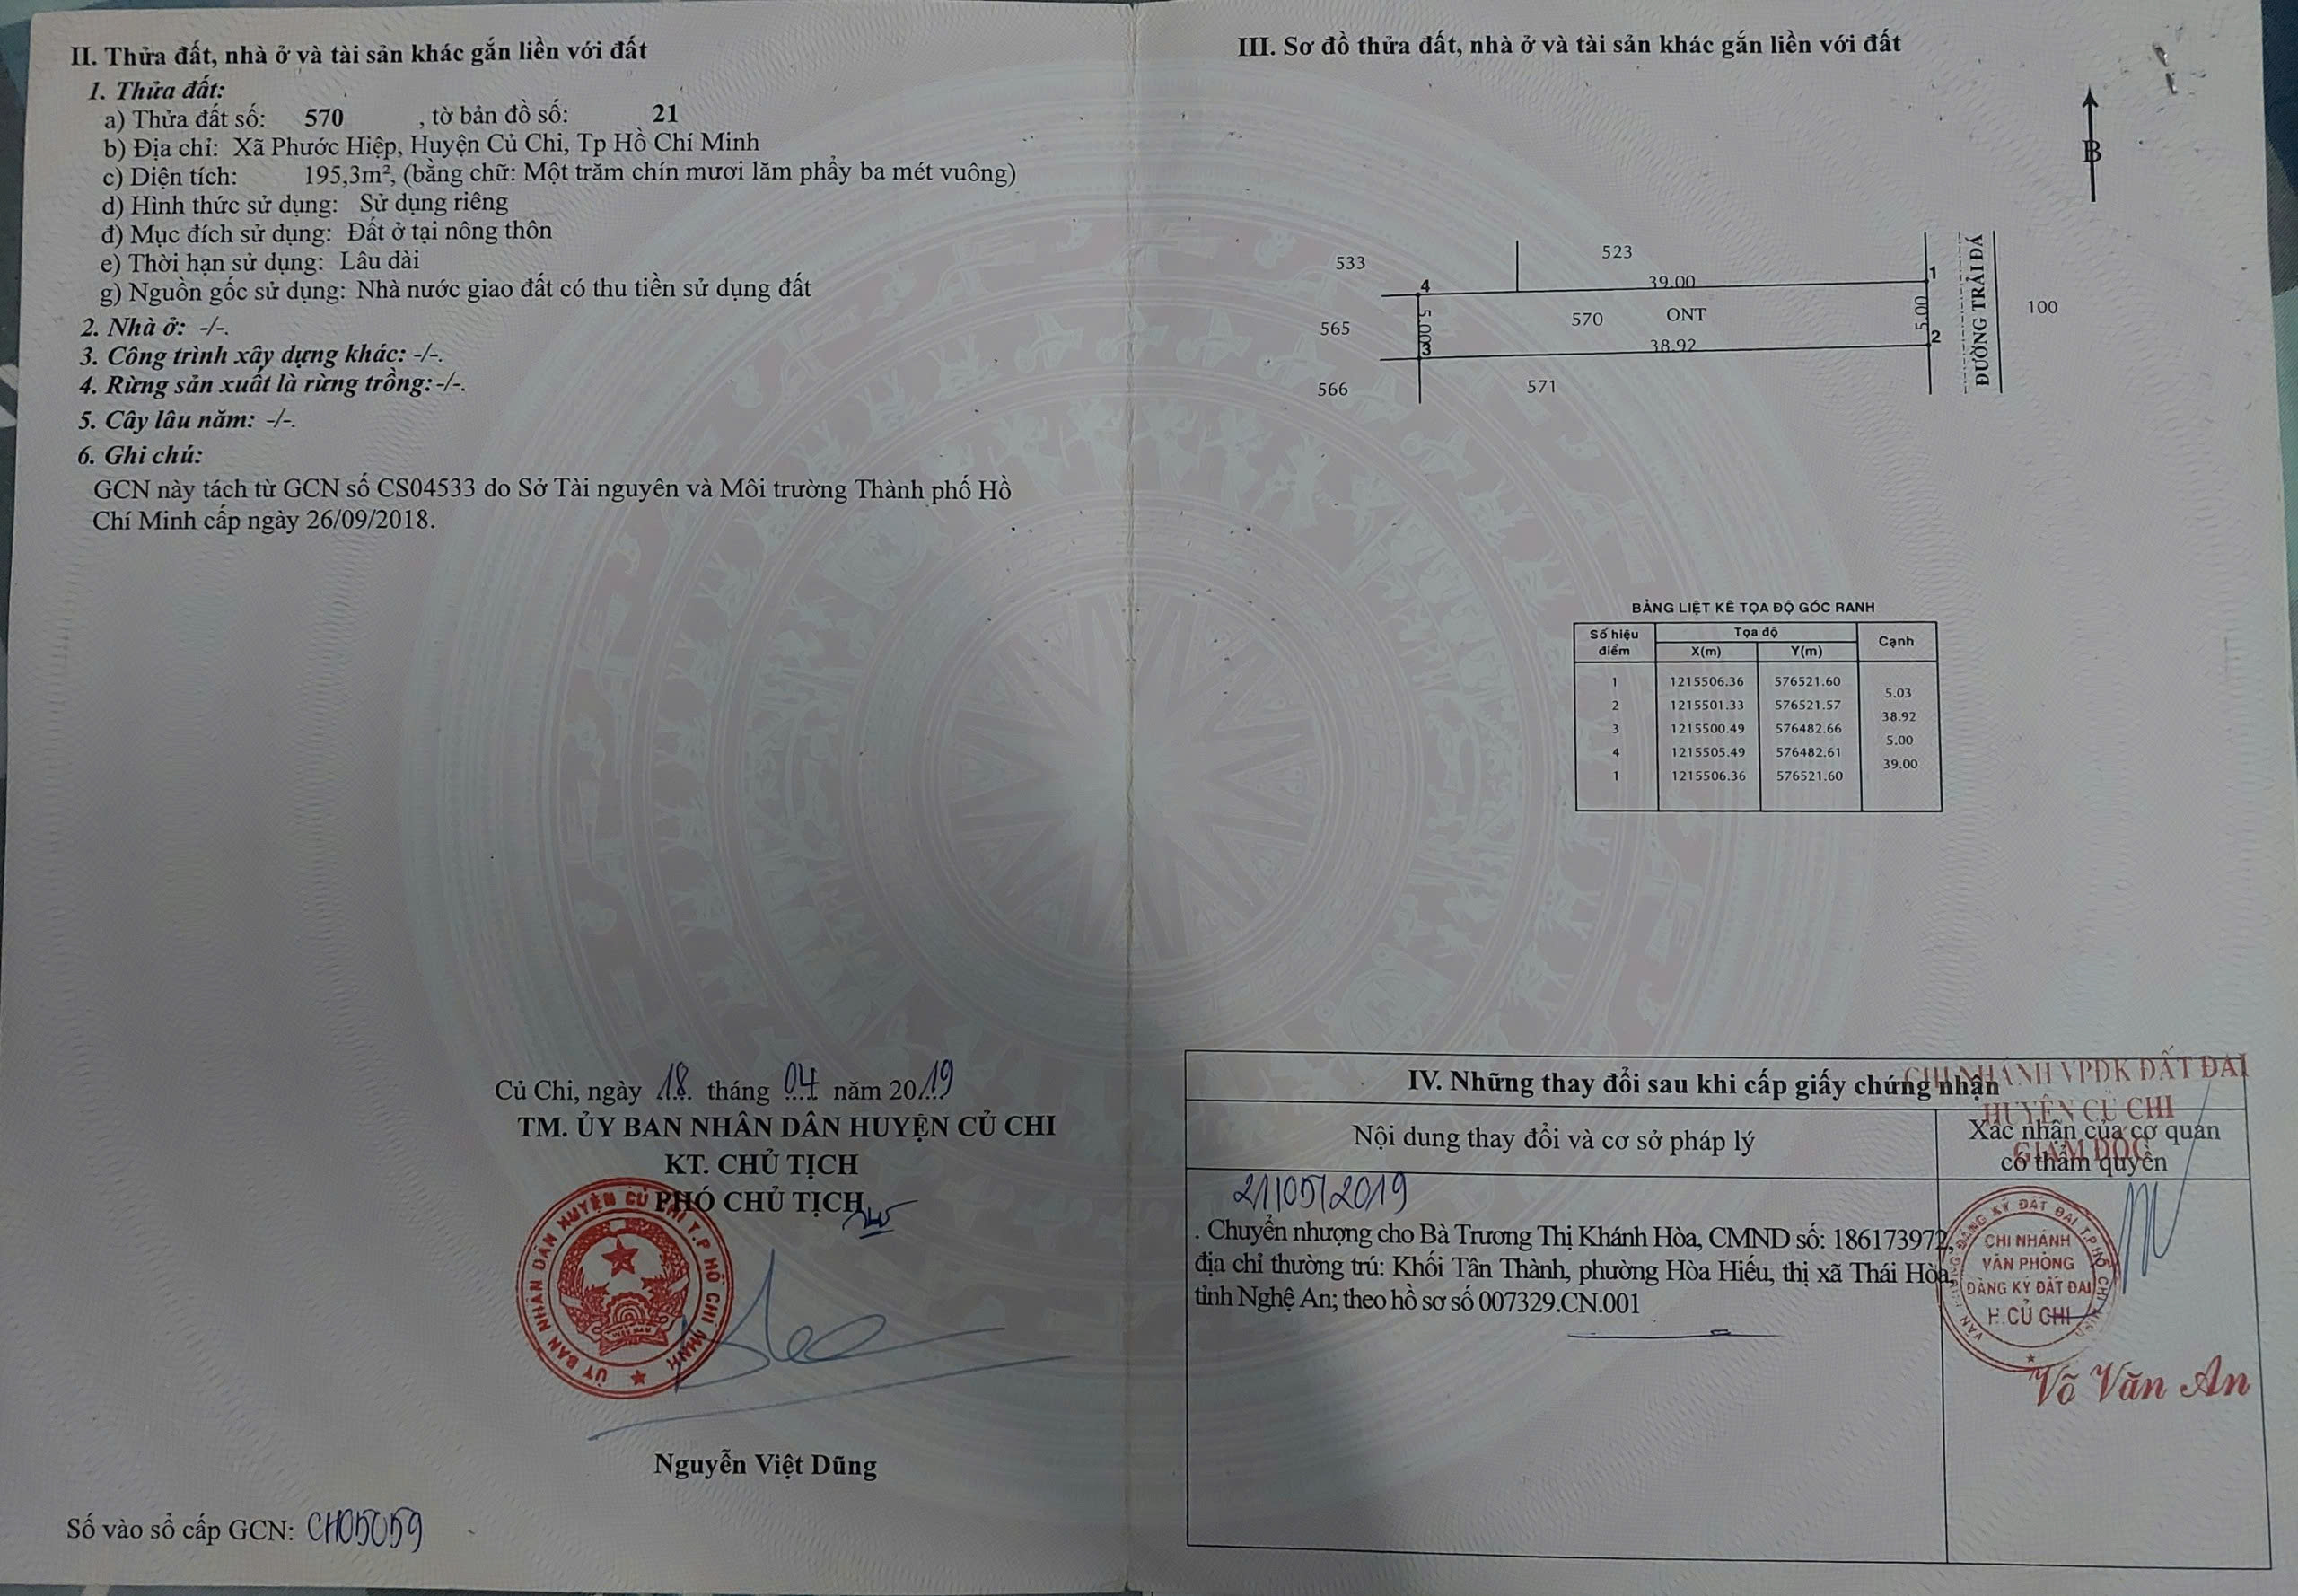 II. Thửa đất, nhà ở và tài sản khác gắn liền với đất
1. Thửa đất:
a) Thửa đất số: 570 , tờ bản đồ số: 21
b) Địa chỉ: Xã Phước Hiệp, Huyện Củ Chi, Tp Hồ Chí Minh
c) Diện tích: 195,3m², (bằng chữ: Một trăm chín mươi lăm phẩy ba mét vuông)
d) Hình thức sử dụng: Sử dụng riêng
đ) Mục đích sử dụng: Đất ở tại nông thôn
e) Thời hạn sử dụng: Lâu dài
g) Nguồn gốc sử dụng: Nhà nước giao đất có thu tiền sử dụng đất
2. Nhà ở: -/-.
3. Công trình xây dựng khác: -/-.
4. Rừng sản xuất là rừng trồng:-/-.
5. Cây lâu năm: -/-.
6. Ghi chú:
GCN này tách từ GCN số CS04533 do Sở Tài nguyên và Môi trường Thành phố Hồ
Chí Minh cấp ngày 26/09/2018.
Củ Chi, ngày 18 tháng 04 năm 2019
TM. ỦY BAN NHÂN DÂN HUYỆN CỦ CHI
KT. CHỦ TỊCH
PHÓ CHỦ TỊCH
ỦY BAN NHÂN DÂN HUYỆN CỦ CHI T.P HỒ CHÍ MINH
Nguyễn Việt Dũng
Số vào sổ cấp GCN: CH05059
III. Sơ đồ thửa đất, nhà ở và tài sản khác gắn liền với đất
B
533
523
4
39.00
1
565
5.00
570
ONT
5.00
ĐƯỜNG TRẢI ĐÁ
100
3
38.92
2
566
571
BẢNG LIỆT KÊ TỌA ĐỘ GÓC RANH
Số hiệu điểm Tọa độ Cạnh
X(m) Y(m)
1 1215506.36 576521.60
5.03
2 1215501.33 576521.57
38.92
3 1215500.49 576482.66
5.00
4 1215505.49 576482.61
39.00
1 1215506.36 576521.60
IV. Những thay đổi sau khi cấp giấy chứng nhận
CHI NHÁNH VPĐK ĐẤT ĐAI
HUYỆN CỦ CHI
GIÁM ĐỐC
Nội dung thay đổi và cơ sở pháp lý
Xác nhận của cơ quan
có thẩm quyền
21/05/2019
. Chuyển nhượng cho Bà Trương Thị Khánh Hòa, CMND số: 186173972,
địa chỉ thường trú: Khối Tân Thành, phường Hòa Hiếu, thị xã Thái Hòa,
tỉnh Nghệ An; theo hồ sơ số 007329.CN.001
CHI NHÁNH
VĂN PHÒNG
ĐĂNG KÝ ĐẤT ĐAI
H.CỦ CHI
Võ Văn An